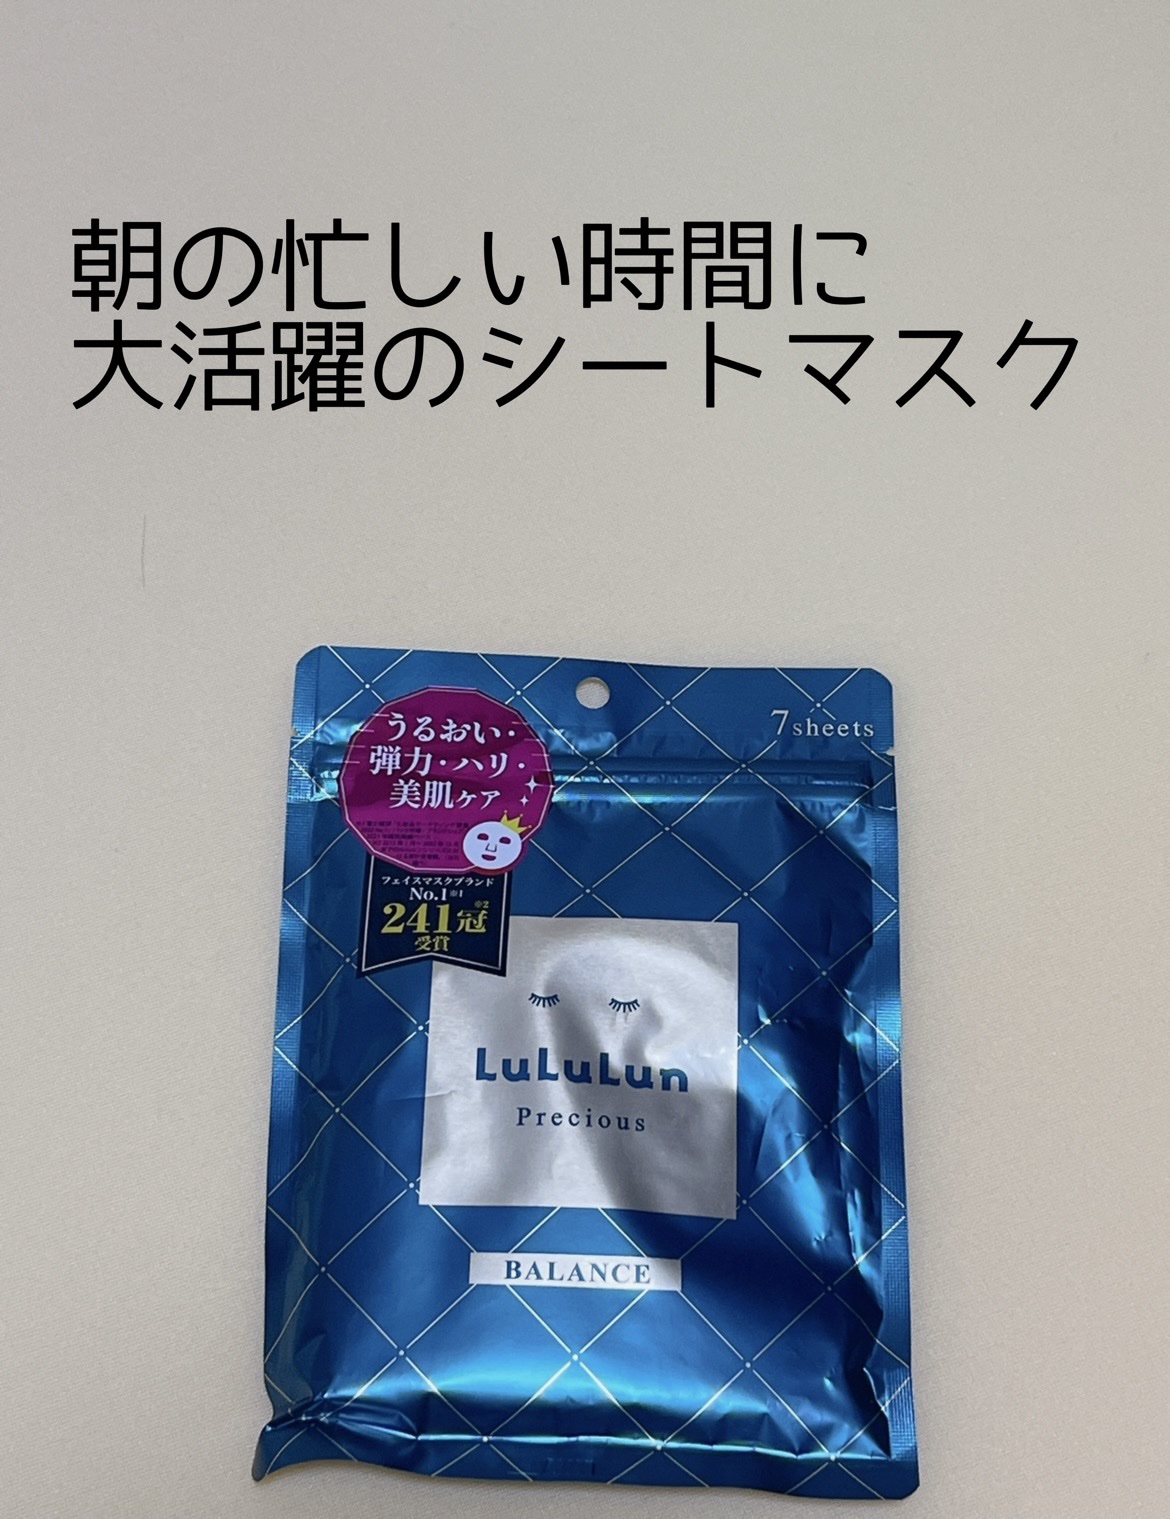 朝の忙しい時間に
大活躍のシートマスク
7sheets
うるおい・
弾力・ハリ・
美肌ケア
フェイスマスクブランド
No.1※1
241冠※2
受賞
LuLuLun
Precious
BALANCE